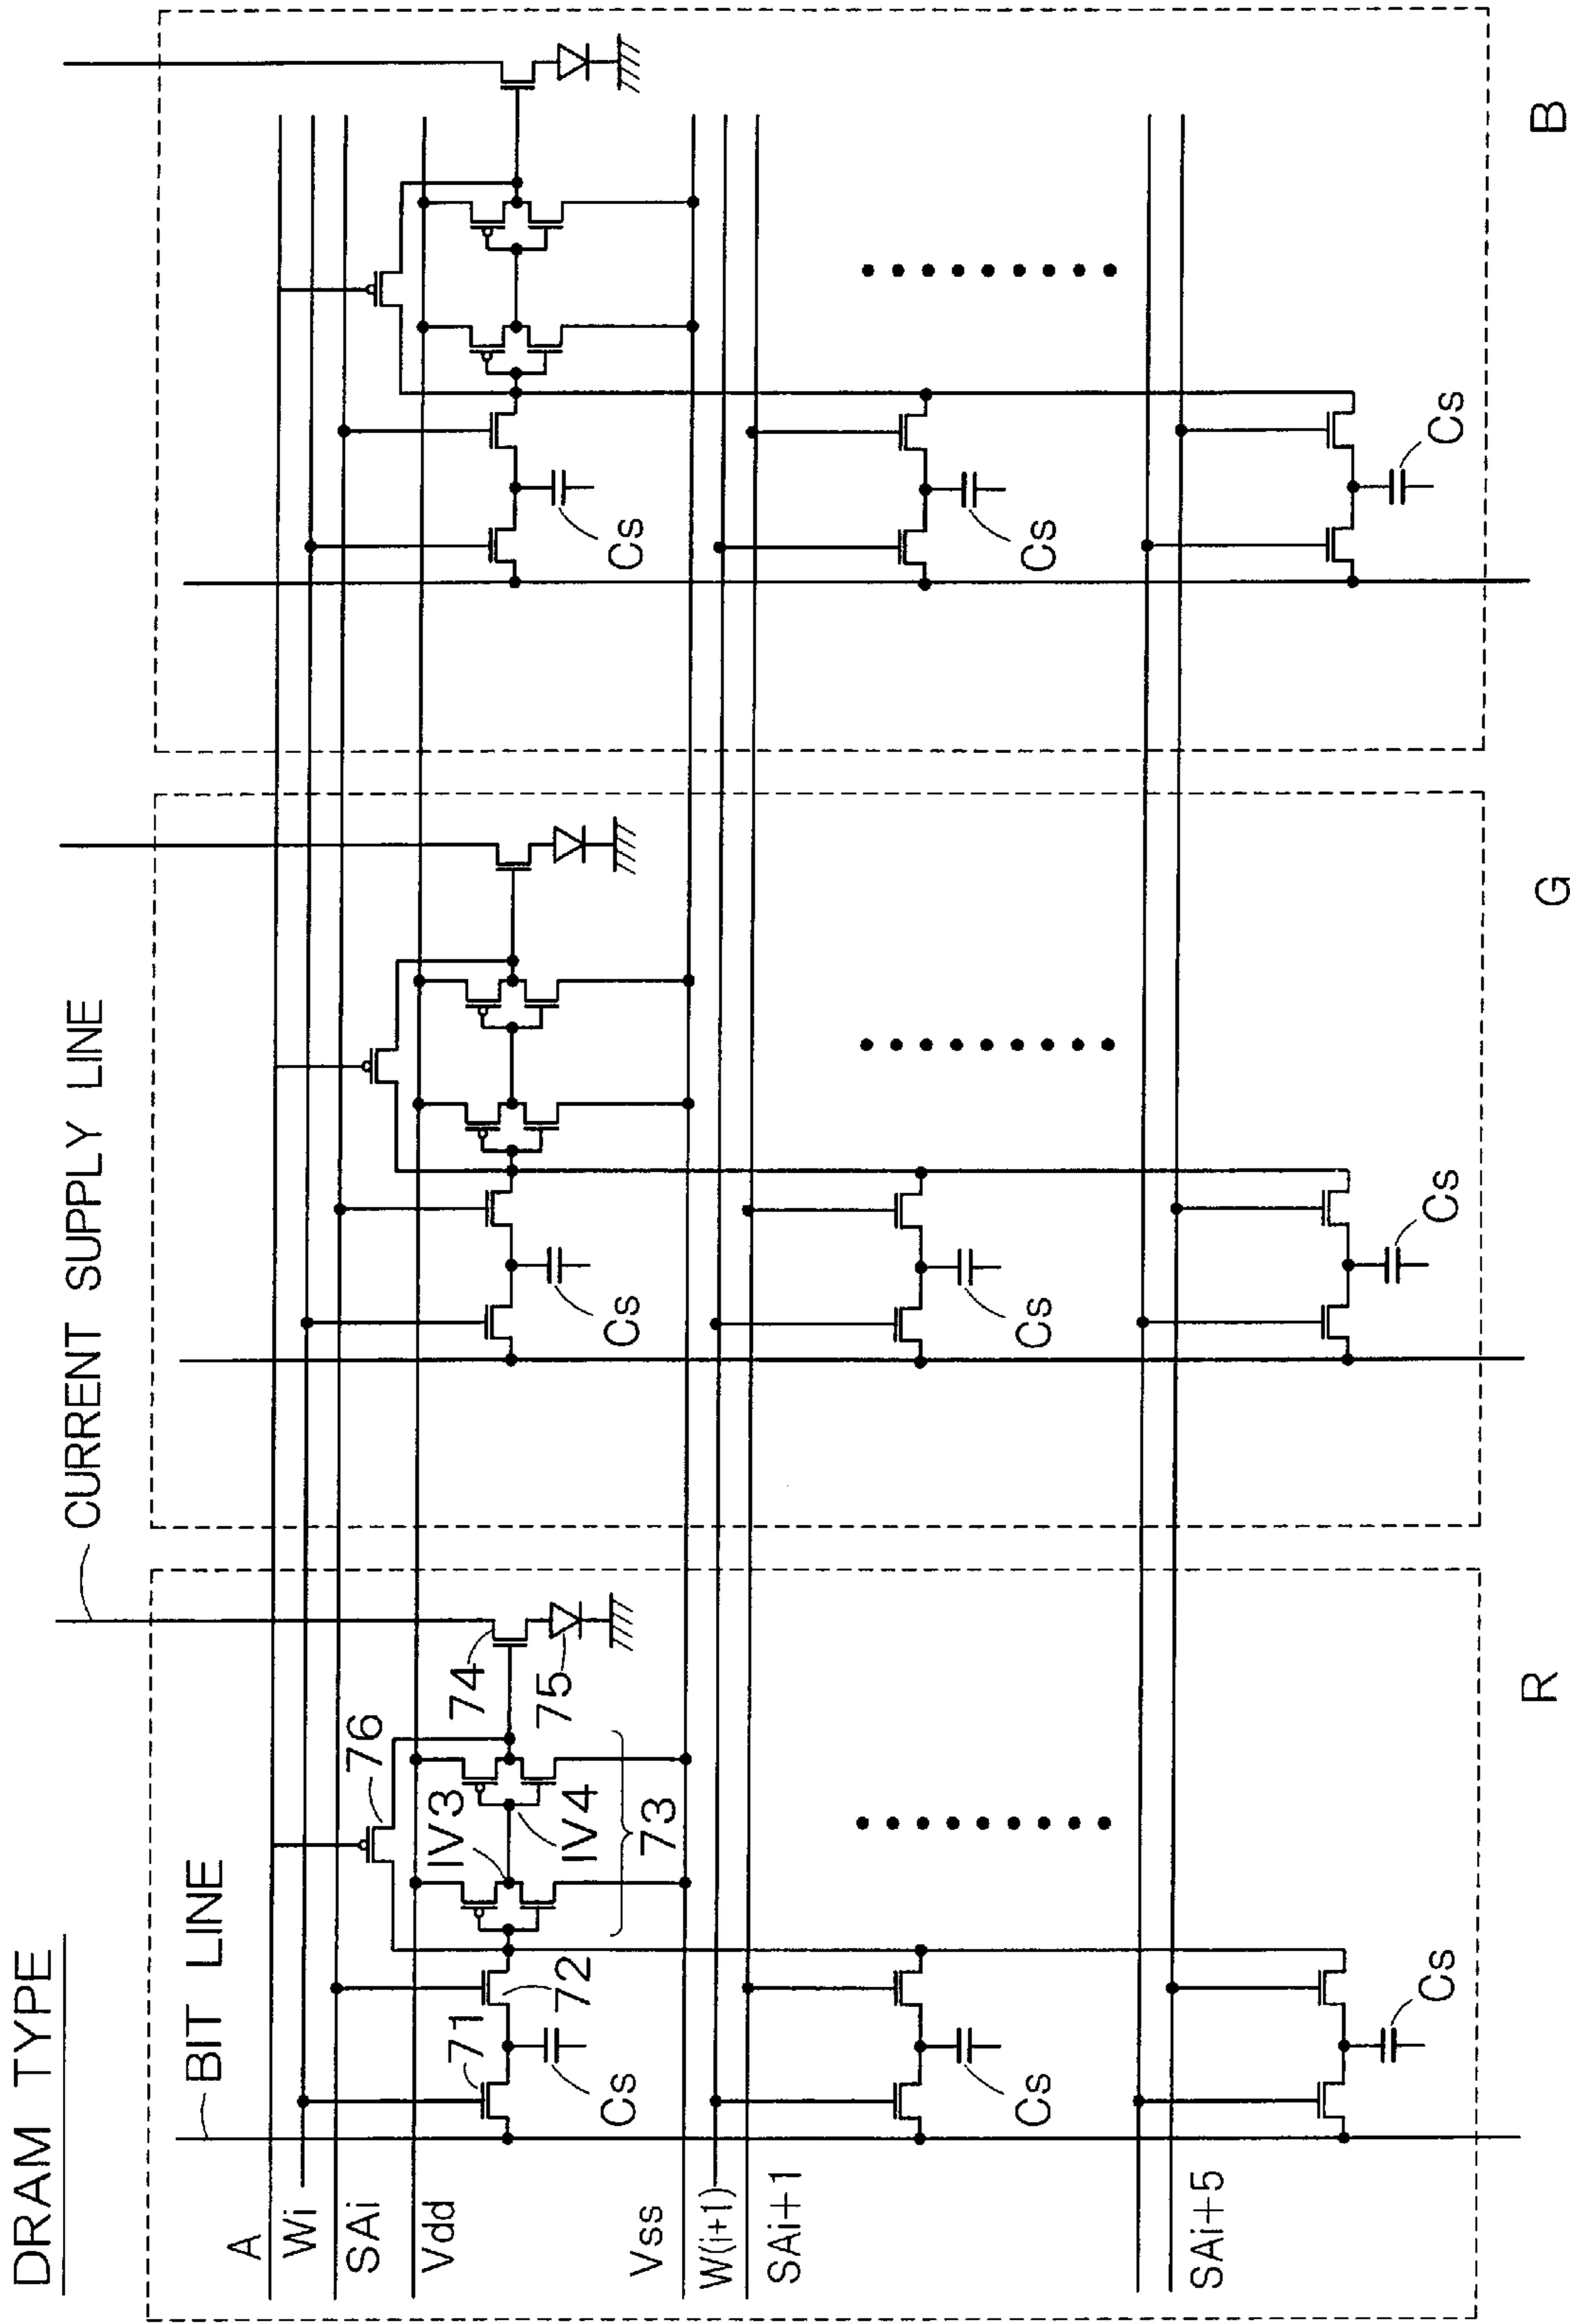 DRAM TYPE
BIT LINE
CURRENT SUPPLY LINE
A
Wi
SAi
Vdd
Vss
W(i+1)
SAi+1
SAi+5
71
72
Cs
76
IV3
IV4
73
74
75
Cs
Cs
R
Cs
Cs
Cs
G
Cs
Cs
Cs
B